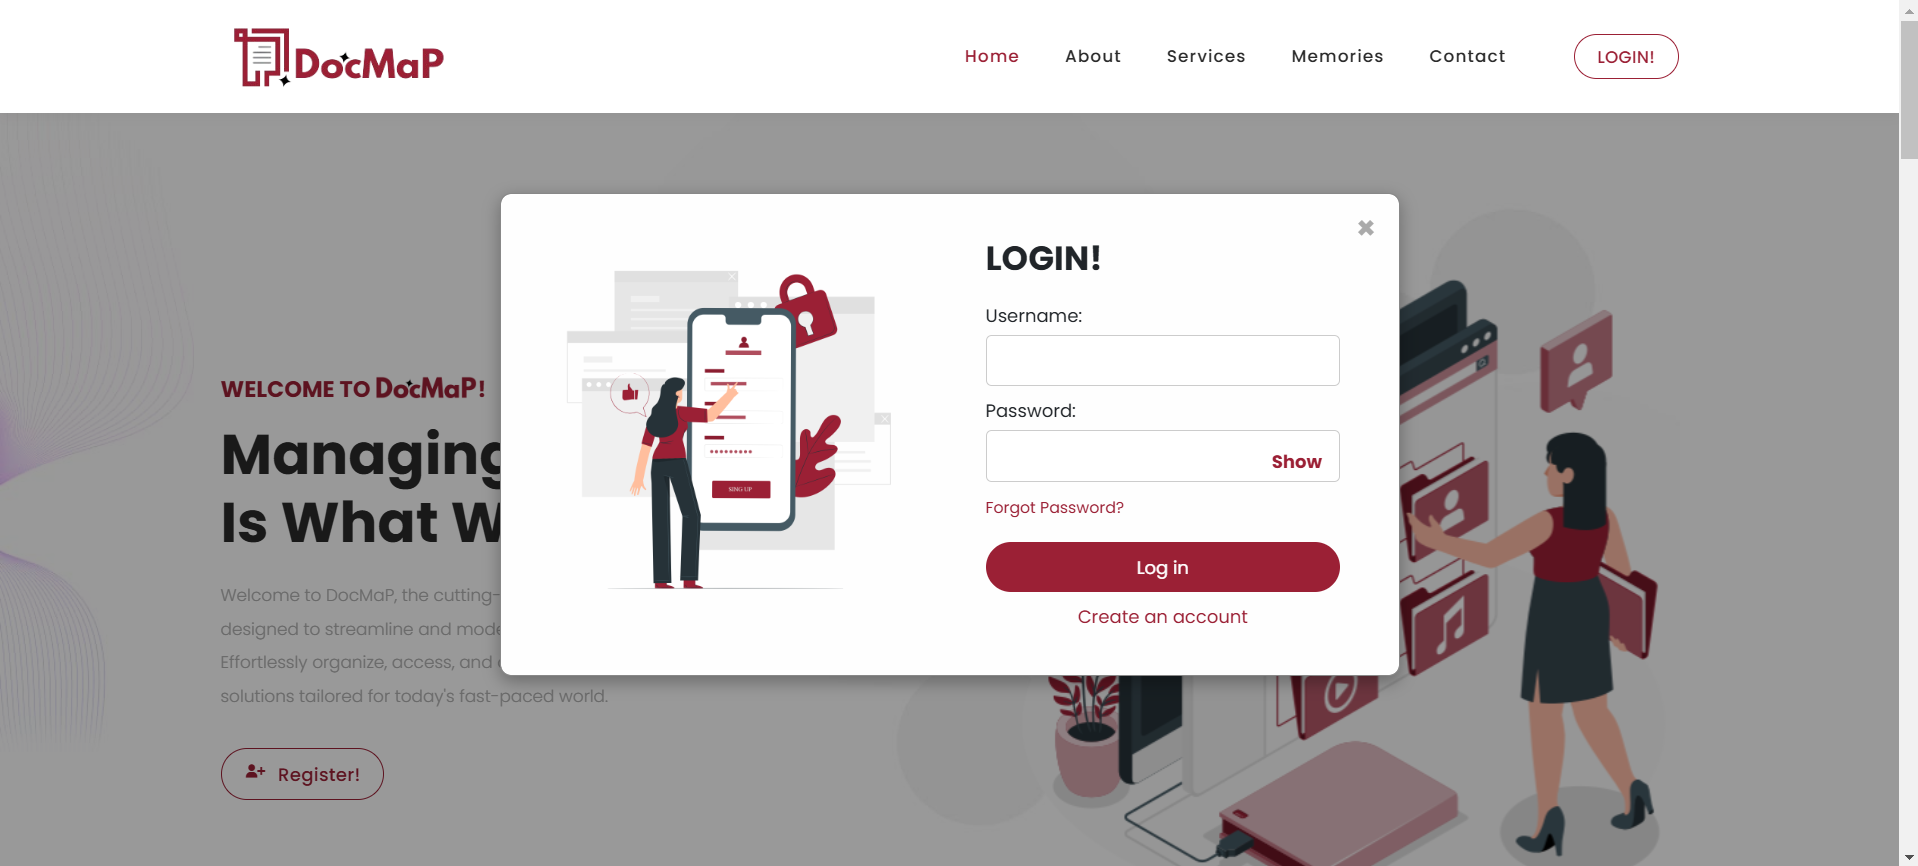 DocMaP
Home About Services Memories Contact LOGIN!
LOGIN!
Username:
Password:
Show
Forgot Password?
Log in
Create an account
SING UP
WELCOME TO DocMaP!
Managing
Is What W
Welcome to DocMaP, the cutting-
designed to streamline and mode
Effortlessly organize, access, and
solutions tailored for today's fast-paced world.
Register!